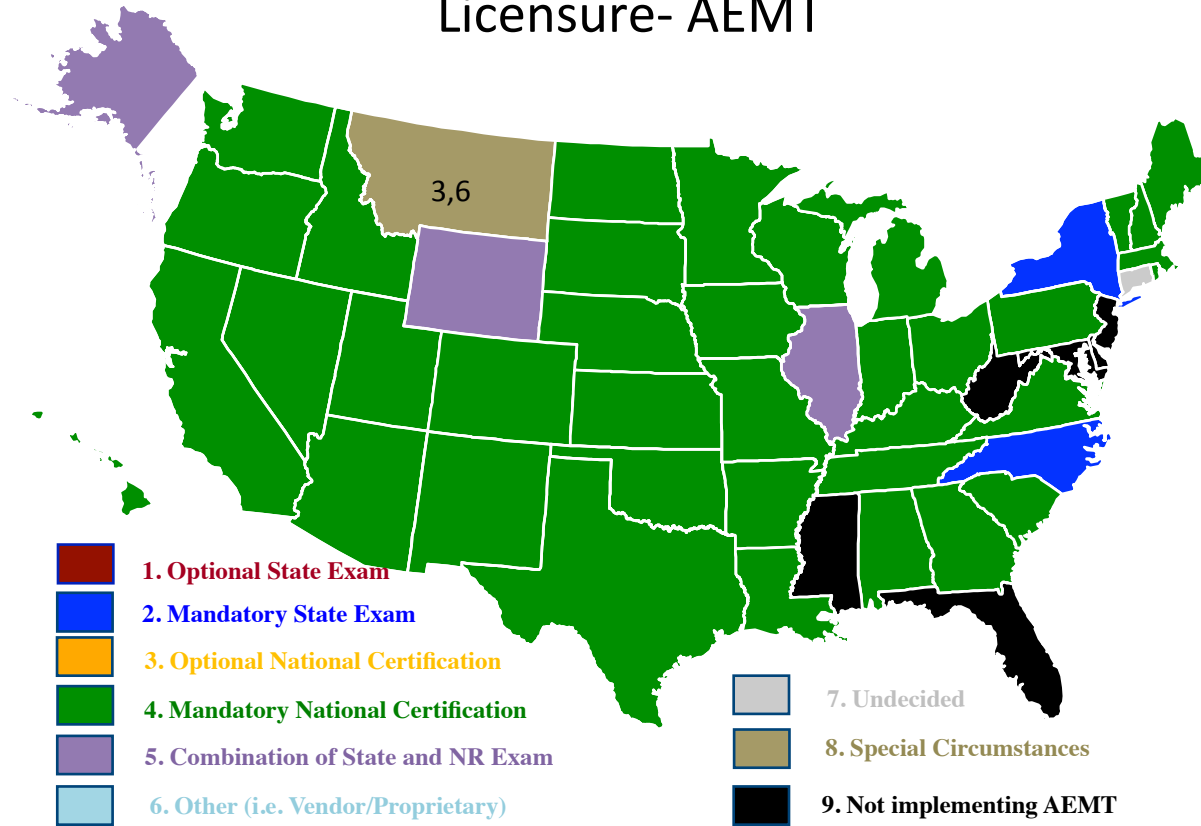 Licensure- AEMT
3,6
1. Optional State Exam
2. Mandatory State Exam
3. Optional National Certification
4. Mandatory National Certification
5. Combination of State and NR Exam
6. Other (i.e. Vendor/Proprietary)
7. Undecided
8. Special Circumstances
9. Not implementing AEMT